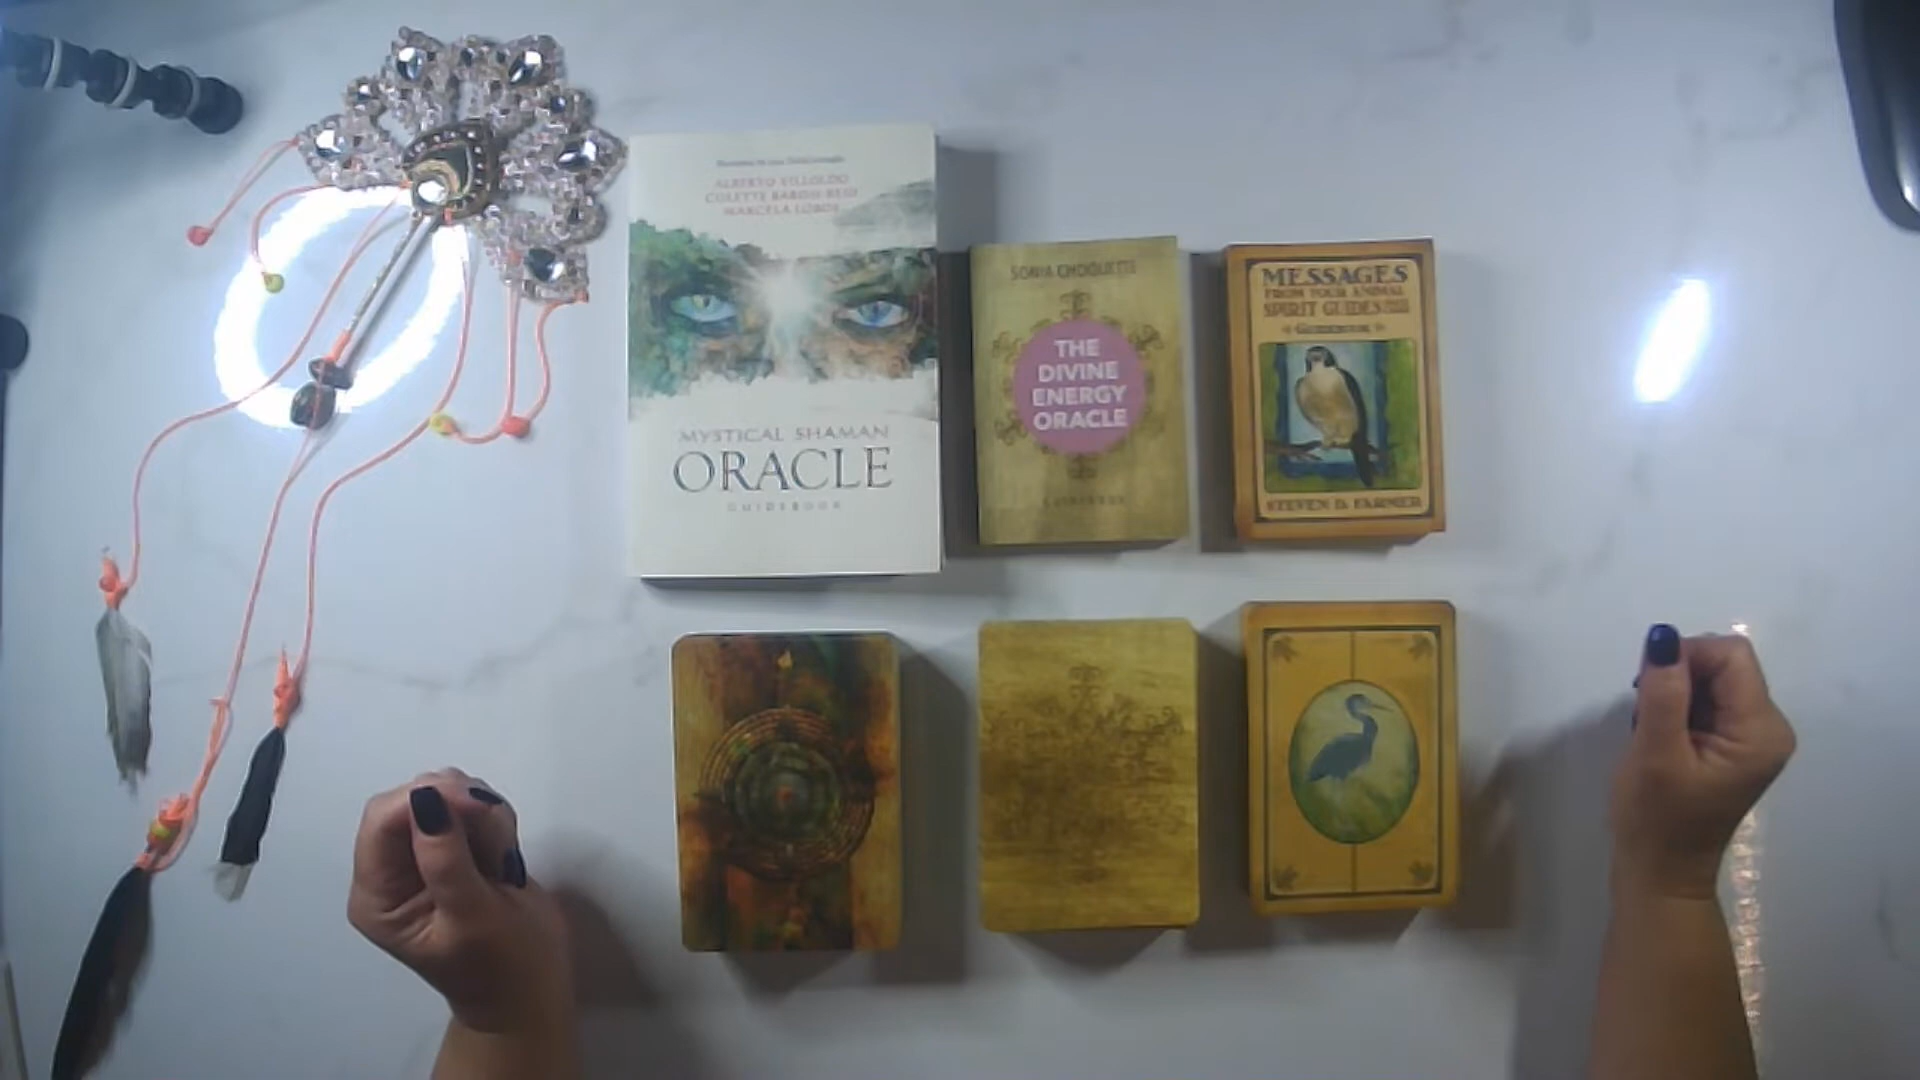 ALBERTO VILLOLDO
COLETTE BARON-REID
MARCELA LOBOS
MYSTICAL SHAMAN
ORACLE
GUIDEBOOK
SONIA CHOQUETTE
THE
DIVINE
ENERGY
ORACLE
GUIDEBOOK
MESSAGES
FROM YOUR ANIMAL
SPIRIT GUIDES
GUIDEBOOK
STEVEN D. FARMER